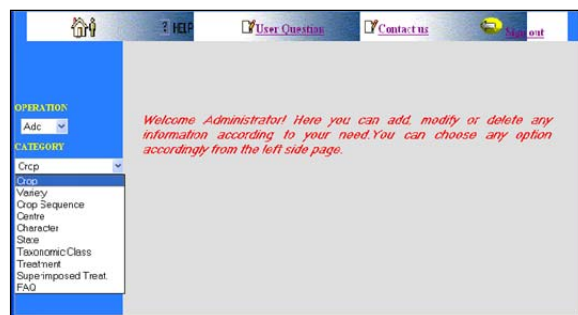 ? HELP
User Question
Contact us
Sign out
OPERATION
Add
CATEGORY
Crop
Crop
Variety
Crop Sequence
Centre
Character
State
Taxonomic Class
Treatment
Superimposed Treat.
FAQ
Welcome Administrator! Here you can add, modify or delete any
information according to your need.You can choose any option
accordingly from the left side page.